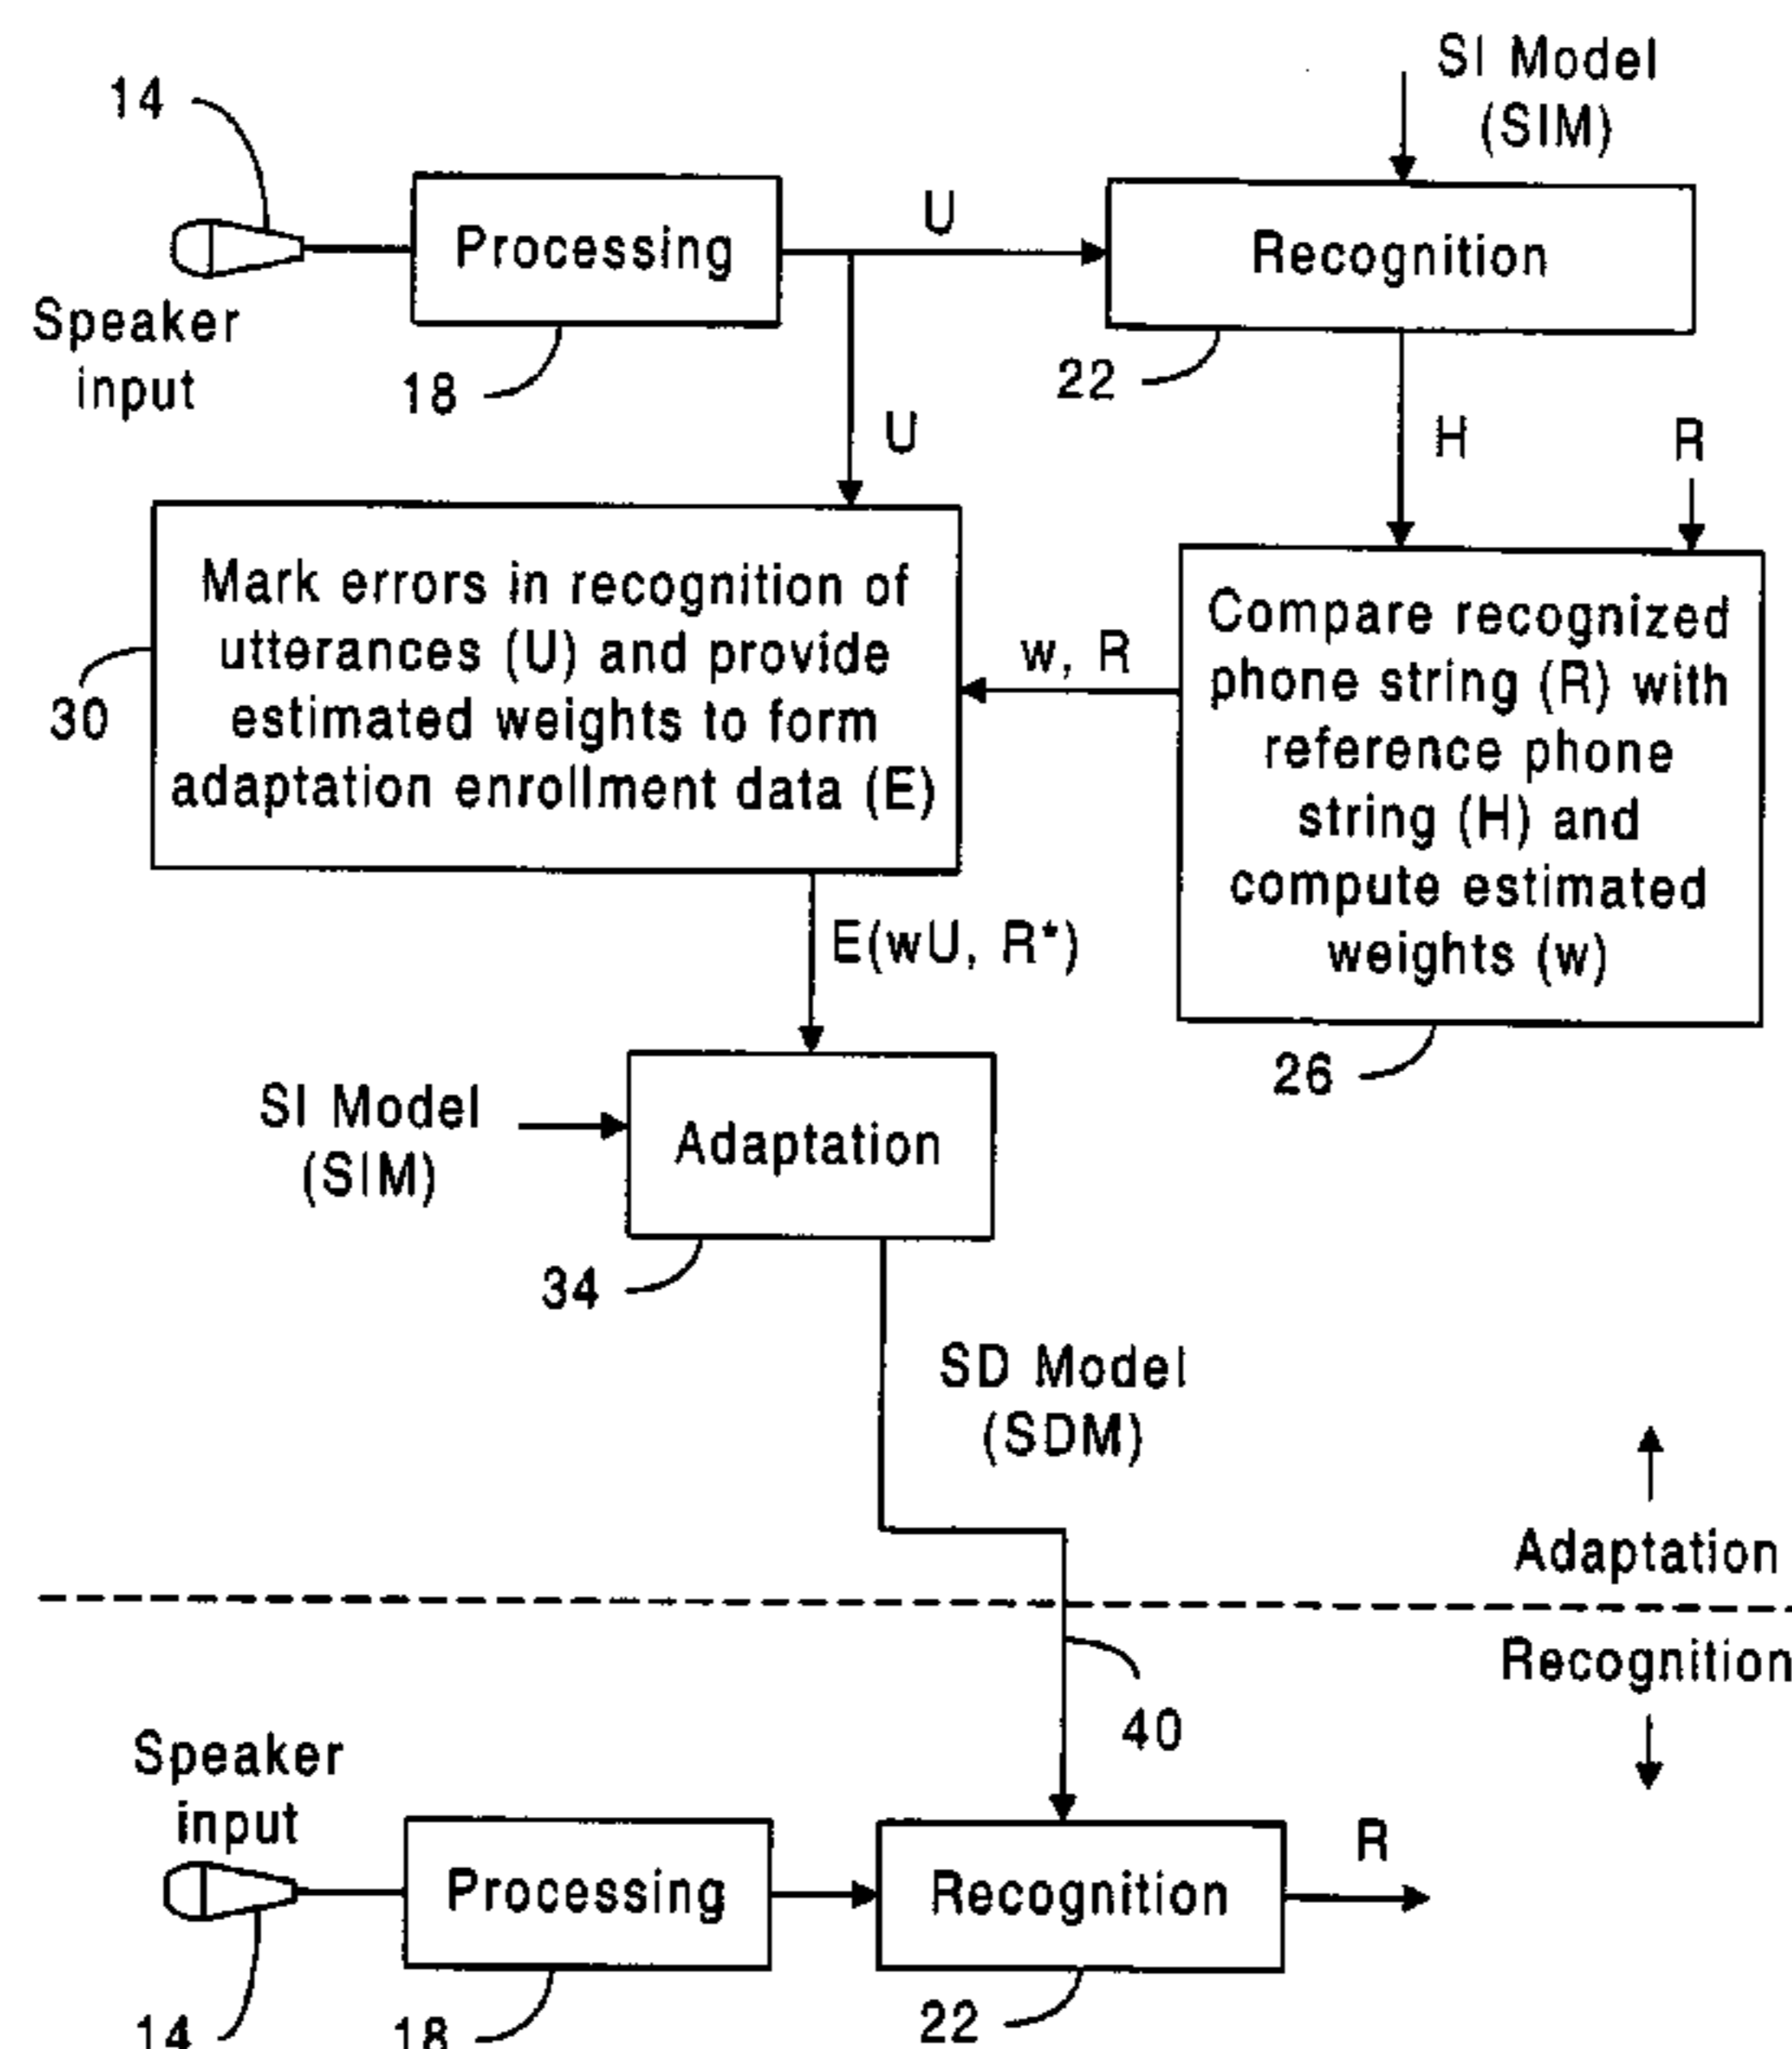 SI Model
(SIM)
14
Processing
U
Recognition
Speaker
input
18
22
U
H
R
Mark errors in recognition of
utterances (U) and provide
estimated weights to form
adaptation enrollment data (E)
30
w, R
Compare recognized
phone string (R) with
reference phone
string (H) and
compute estimated
weights (w)
26
E(wU, R*)
SI Model
(SIM)
Adaptation
34
SD Model
(SDM)
Adaptation
Recognition
40
Speaker
input
Processing
Recognition
R
14
18
22